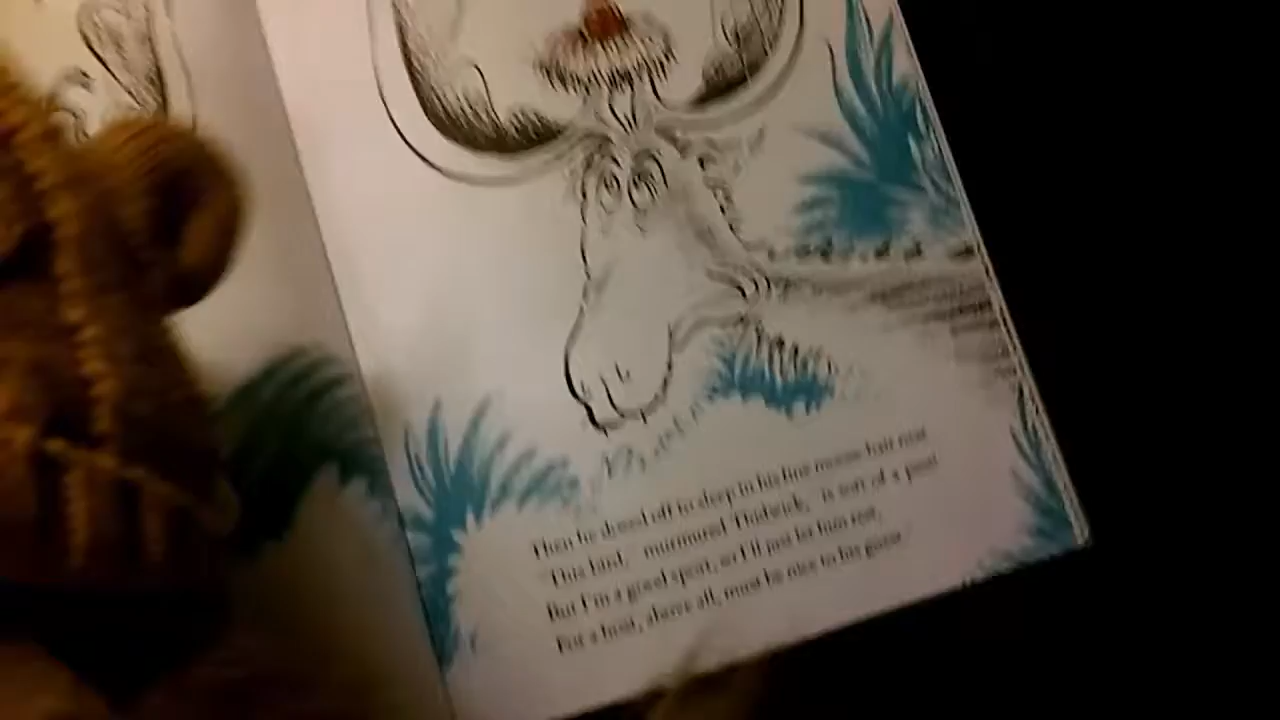 Then he dozed off to sleep in his fine moose hair nest
"This bird," murmured Thidwick, "is sort of a pest
But I'm a good sport, so I'll just let him rest,
For a host, above all, must be nice to his guest